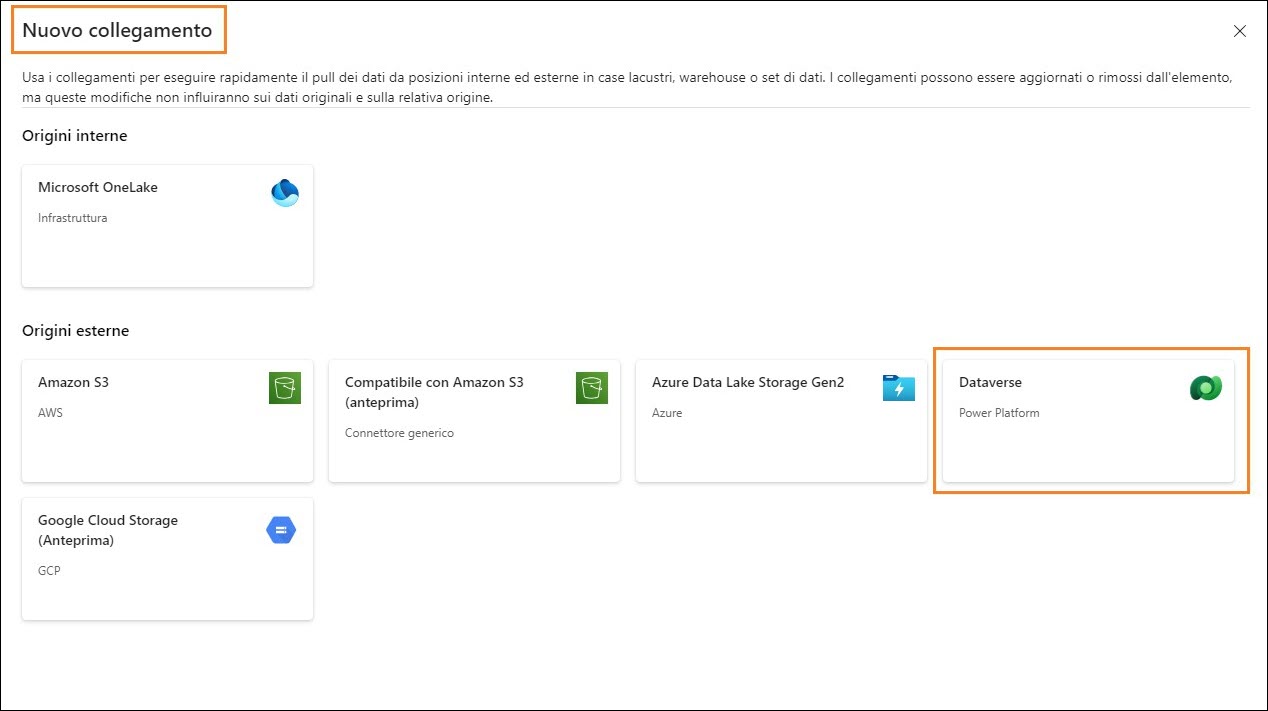 Nuovo collegamento
Usa i collegamenti per eseguire rapidamente il pull dei dati da posizioni interne ed esterne in case lacustri, warehouse o set di dati. I collegamenti possono essere aggiornati o rimossi dall'elemento,
ma queste modifiche non influiranno sui dati originali e sulla relativa origine.
Origini interne
Microsoft OneLake
Infrastruttura
Origini esterne
Amazon S3
AWS
Compatibile con Amazon S3
(anteprima)
Connettore generico
Azure Data Lake Storage Gen2
Azure
Dataverse
Power Platform
Google Cloud Storage
(Anteprima)
GCP